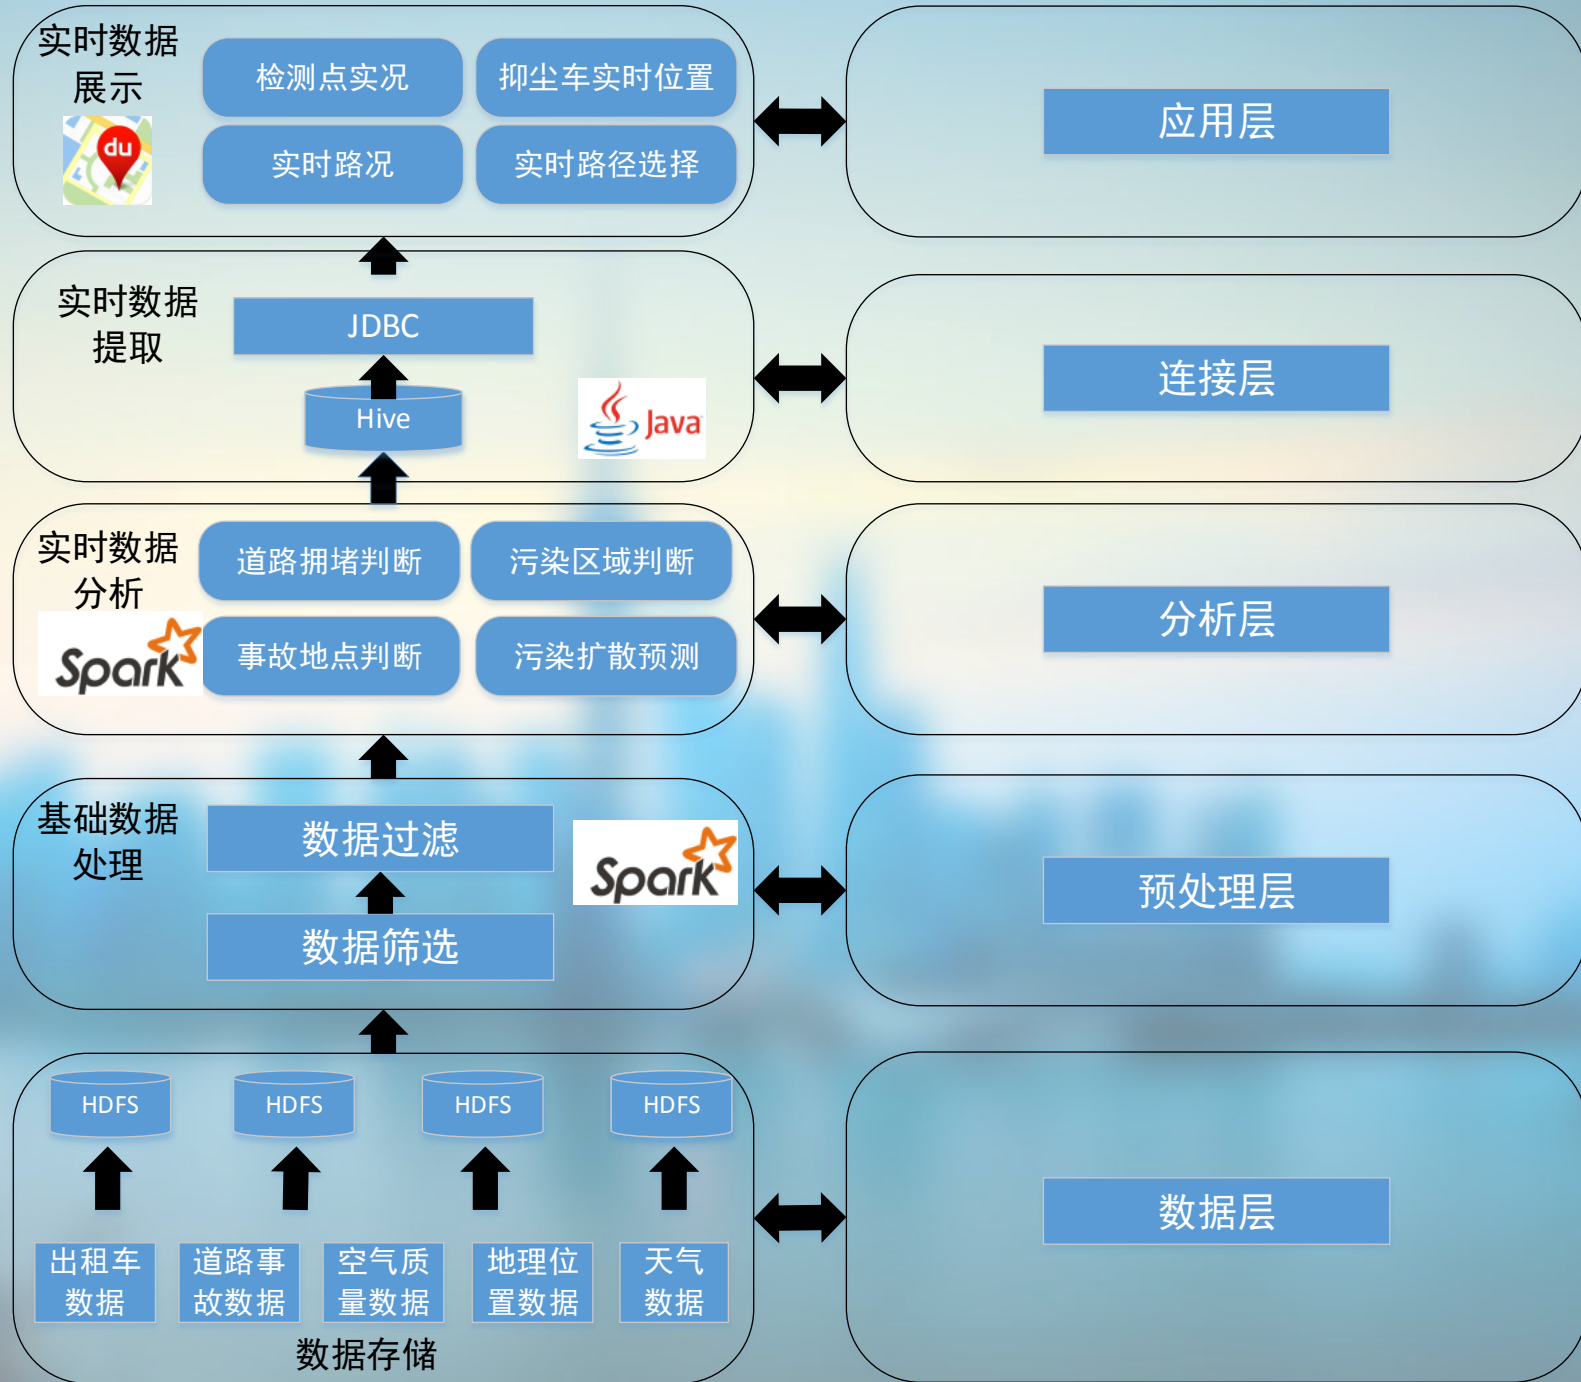 实时数据
展示
du
检测点实况
抑尘车实时位置
实时路况
实时路径选择
应用层
实时数据
提取
JDBC
Hive
Java
连接层
实时数据
分析
Spark
道路拥堵判断
污染区域判断
事故地点判断
污染扩散预测
分析层
基础数据
处理
数据过滤
数据筛选
Spark
预处理层
HDFS
HDFS
HDFS
HDFS
出租车
数据
道路事
故数据
空气质
量数据
地理位
置数据
天气
数据
数据存储
数据层